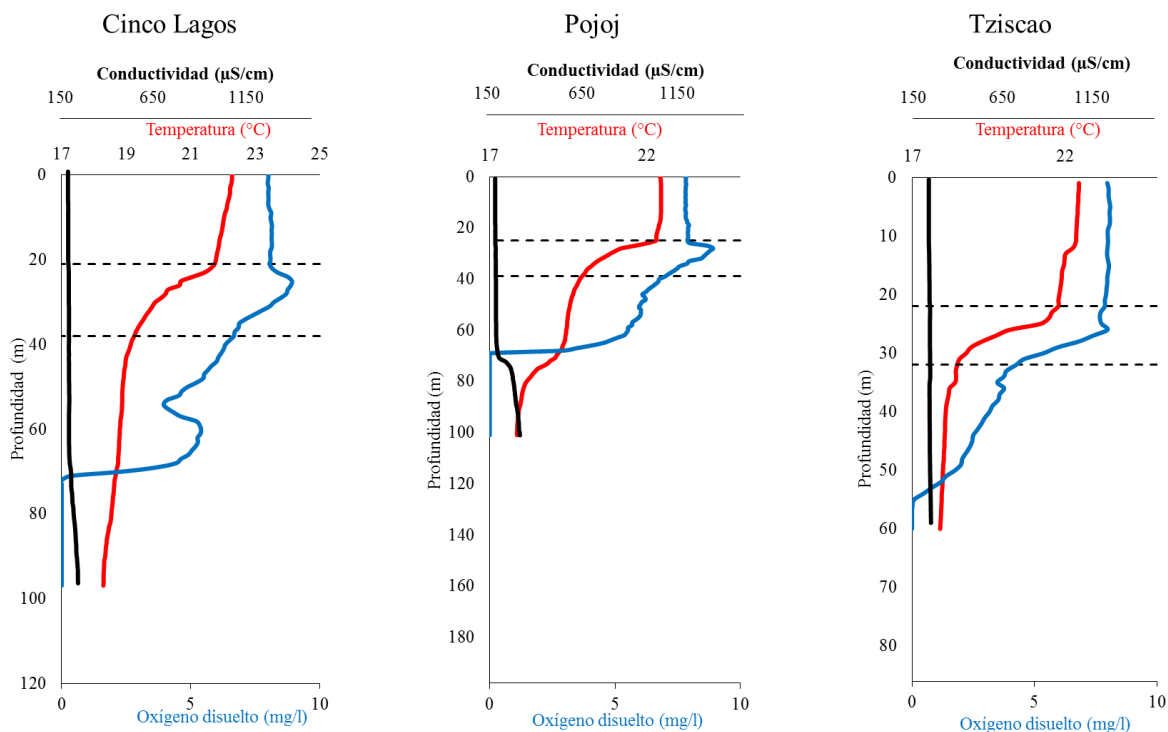 Cinco Lagos
Conductividad (µS/cm)
150 650 1150
Temperatura (°C)
17 19 21 23 25
0
20
40
60
80
100
120
Profundidad (m)
0 5 10
Oxígeno disuelto (mg/l)
Pojoj
Conductividad (µS/cm)
150 650 1150
Temperatura (°C)
17 22
0
20
40
60
80
100
120
140
160
180
Profundidad (m)
0 5 10
Oxígeno disuelto (mg/l)
Tziscao
Conductividad (µS/cm)
150 650 1150
Temperatura (°C)
17 22
0
10
20
30
40
50
60
70
80
Profundidad (m)
0 5 10
Oxígeno disuelto (mg/l)